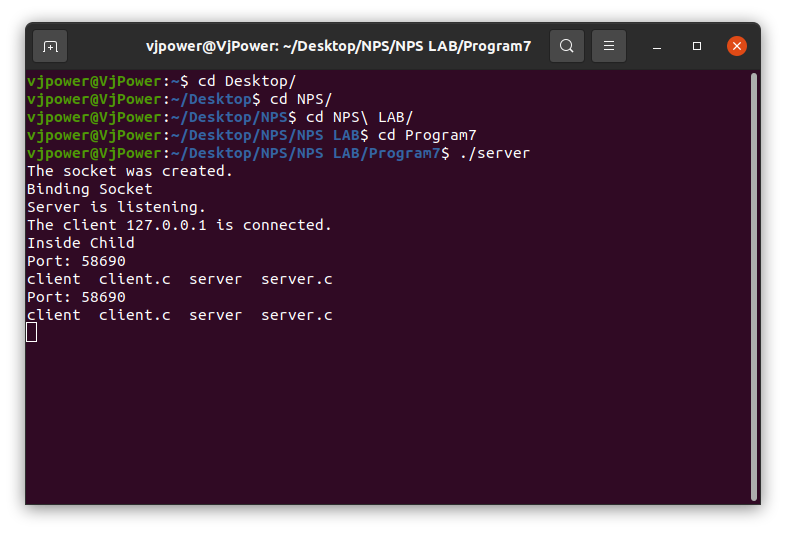 vjpower@VjPower: ~/Desktop/NPS/NPS LAB/Program7
vjpower@VjPower:~$ cd Desktop/
vjpower@VjPower:~/Desktop$ cd NPS/
vjpower@VjPower:~/Desktop/NPS$ cd NPS\ LAB/
vjpower@VjPower:~/Desktop/NPS/NPS LAB$ cd Program7
vjpower@VjPower:~/Desktop/NPS/NPS LAB/Program7$ ./server
The socket was created.
Binding Socket
Server is listening.
The client 127.0.0.1 is connected.
Inside Child
Port: 58690
client  client.c  server  server.c
Port: 58690
client  client.c  server  server.c